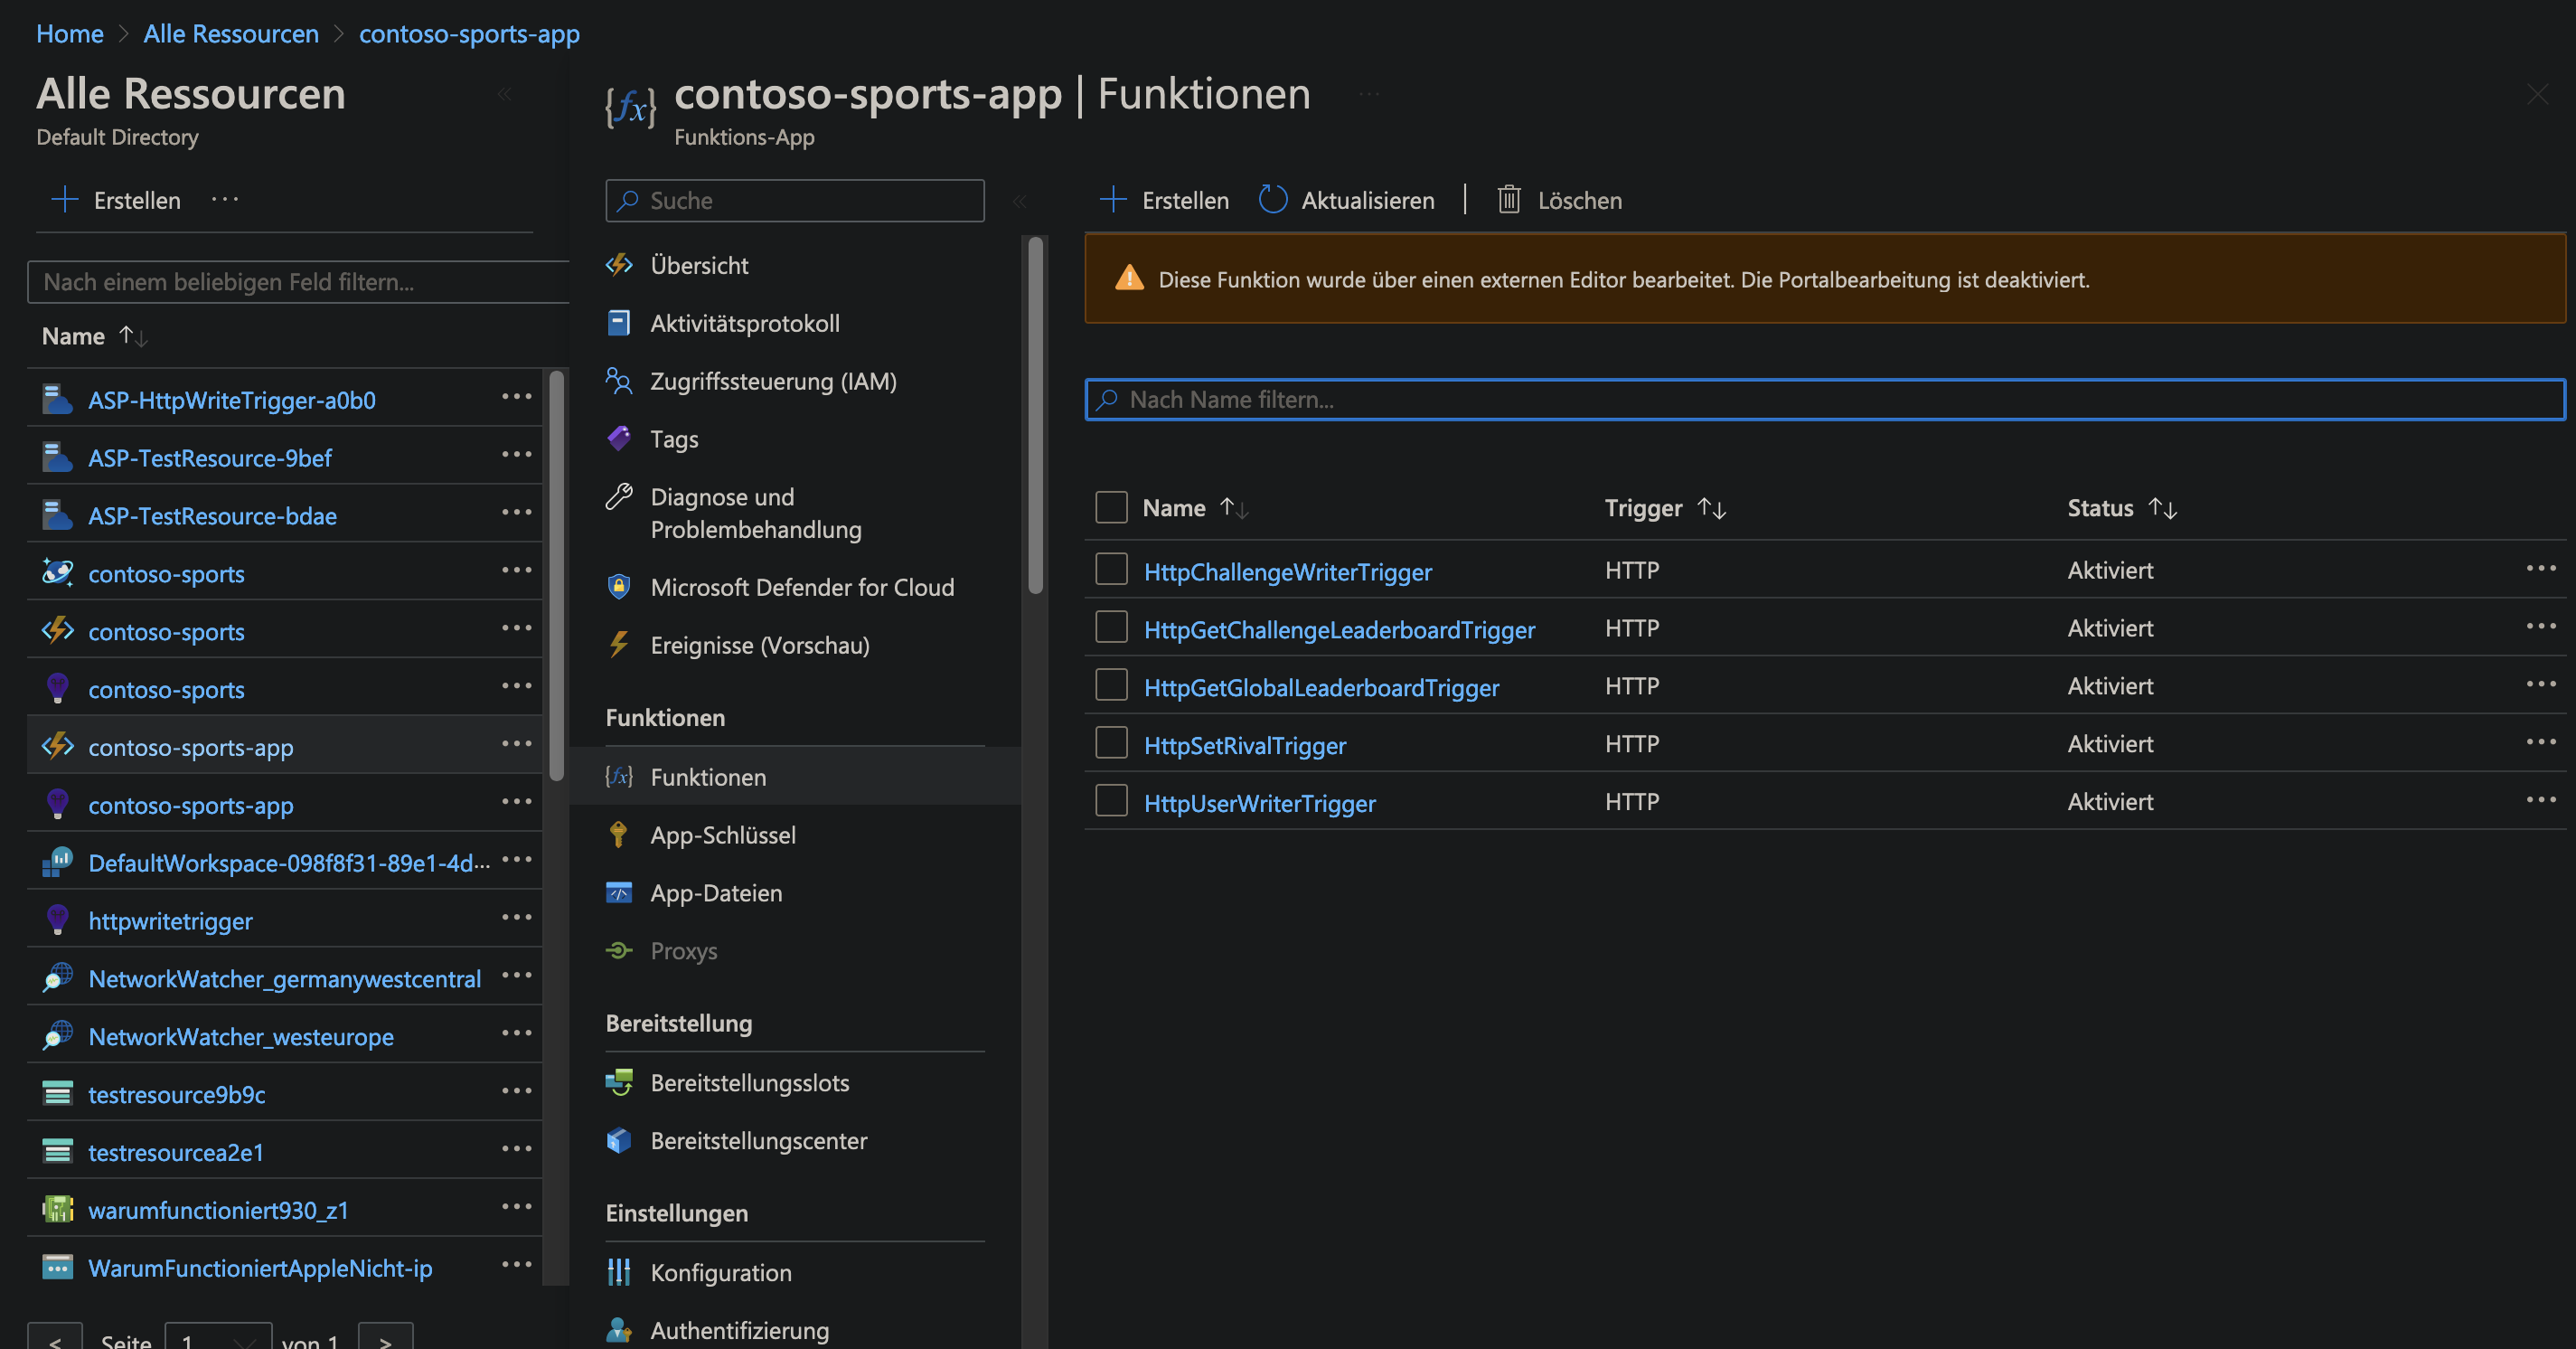 Home > Alle Ressourcen > contoso-sports-app
Alle Ressourcen
Default Directory
Erstellen
Nach einem beliebigen Feld filtern...
Name
ASP-HttpWriteTrigger-a0b0
ASP-TestResource-9bef
ASP-TestResource-bdae
contoso-sports
contoso-sports
contoso-sports
contoso-sports-app
contoso-sports-app
DefaultWorkspace-098f8f31-89e1-4d...
httpwritetrigger
NetworkWatcher_germanywestcentral
NetworkWatcher_westeurope
testresource9b9c
testresourcea2e1
warumfunctioniert930_z1
WarumFunctioniertAppleNicht-ip
< Seite 1 von 1 >
contoso-sports-app | Funktionen
Funktions-App
Suche
Übersicht
Aktivitätsprotokoll
Zugriffssteuerung (IAM)
Tags
Diagnose und
Problembehandlung
Microsoft Defender for Cloud
Ereignisse (Vorschau)
Funktionen
Funktionen
App-Schlüssel
App-Dateien
Proxys
Bereitstellung
Bereitstellungsslots
Bereitstellungscenter
Einstellungen
Konfiguration
Authentifizierung
Erstellen Aktualisieren | Löschen
Diese Funktion wurde über einen externen Editor bearbeitet. Die Portalbearbeitung ist deaktiviert.
Nach Name filtern...
Name Trigger Status
HttpChallengeWriterTrigger HTTP Aktiviert
HttpGetChallengeLeaderboardTrigger HTTP Aktiviert
HttpGetGlobalLeaderboardTrigger HTTP Aktiviert
HttpSetRivalTrigger HTTP Aktiviert
HttpUserWriterTrigger HTTP Aktiviert